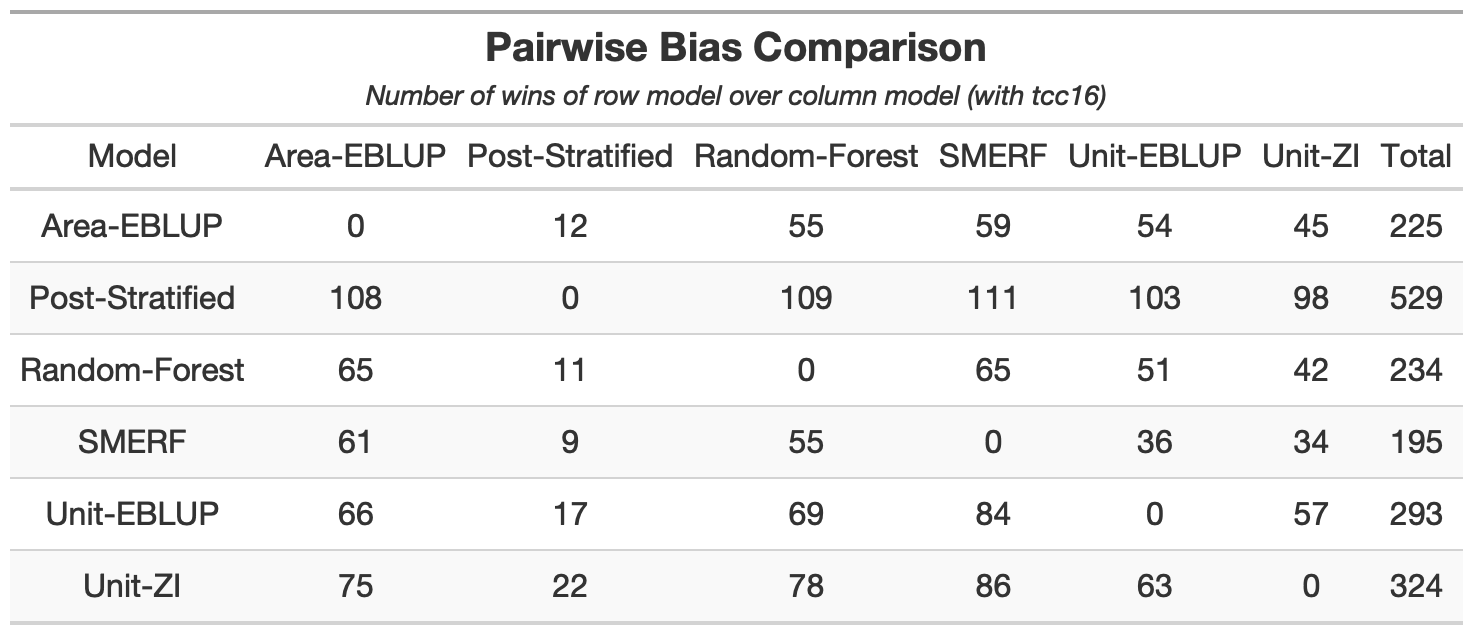 Pairwise Bias Comparison
Number of wins of row model over column model (with tcc16)
Model Area-EBLUP Post-Stratified Random-Forest SMERF Unit-EBLUP Unit-ZI Total
Area-EBLUP 0 12 55 59 54 45 225
Post-Stratified 108 0 109 111 103 98 529
Random-Forest 65 11 0 65 51 42 234
SMERF 61 9 55 0 36 34 195
Unit-EBLUP 66 17 69 84 0 57 293
Unit-ZI 75 22 78 86 63 0 324